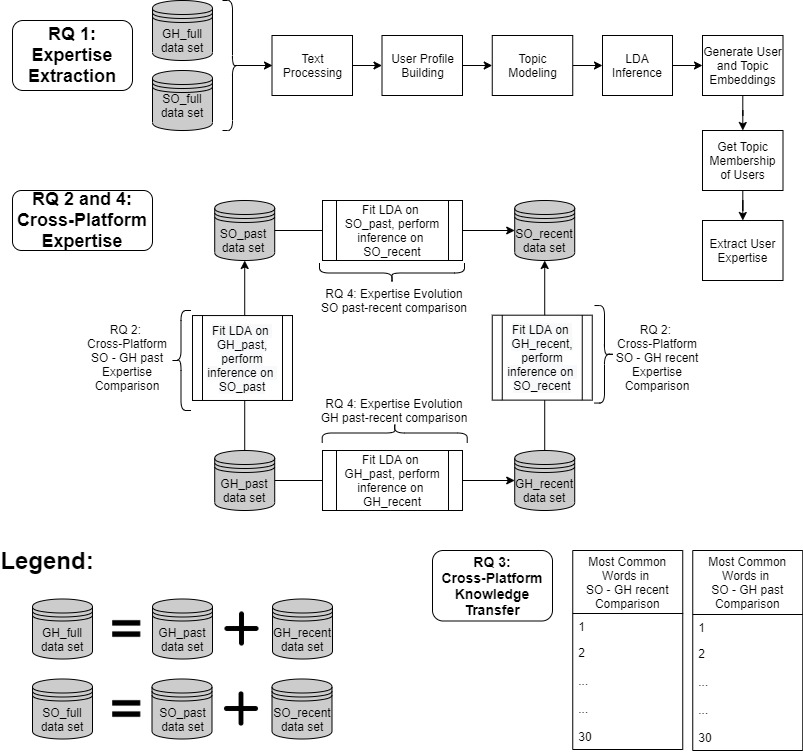 RQ 1:
Expertise
Extraction
GH_full
data set
SO_full
data set
Text
Processing
User Profile
Building
Topic
Modeling
LDA
Inference
Generate User
and Topic
Embeddings
Get Topic
Membership
of Users
Extract User
Expertise
RQ 2 and 4:
Cross-Platform
Expertise
SO_past
data set
Fit LDA on
SO_past, perform
inference on
SO_recent
SO_recent
data set
RQ 4: Expertise Evolution
SO past-recent comparison
RQ 2:
Cross-Platform
SO - GH past
Expertise
Comparison
Fit LDA on
GH_past,
perform
inference on
SO_past
Fit LDA on
GH_recent,
perform
inference on
SO_recent
RQ 2:
Cross-Platform
SO - GH recent
Expertise
Comparison
RQ 4: Expertise Evolution
GH past-recent comparison
GH_past
data set
Fit LDA on
GH_past, perform
inference on
GH_recent
GH_recent
data set
Legend:
GH_full
data set
=
GH_past
data set
+
GH_recent
data set
SO_full
data set
=
SO_past
data set
+
SO_recent
data set
RQ 3:
Cross-Platform
Knowledge
Transfer
Most Common
Words in
SO - GH recent
Comparison
1
2
...
...
30
Most Common
Words in
SO - GH past
Comparison
1
2
...
...
30